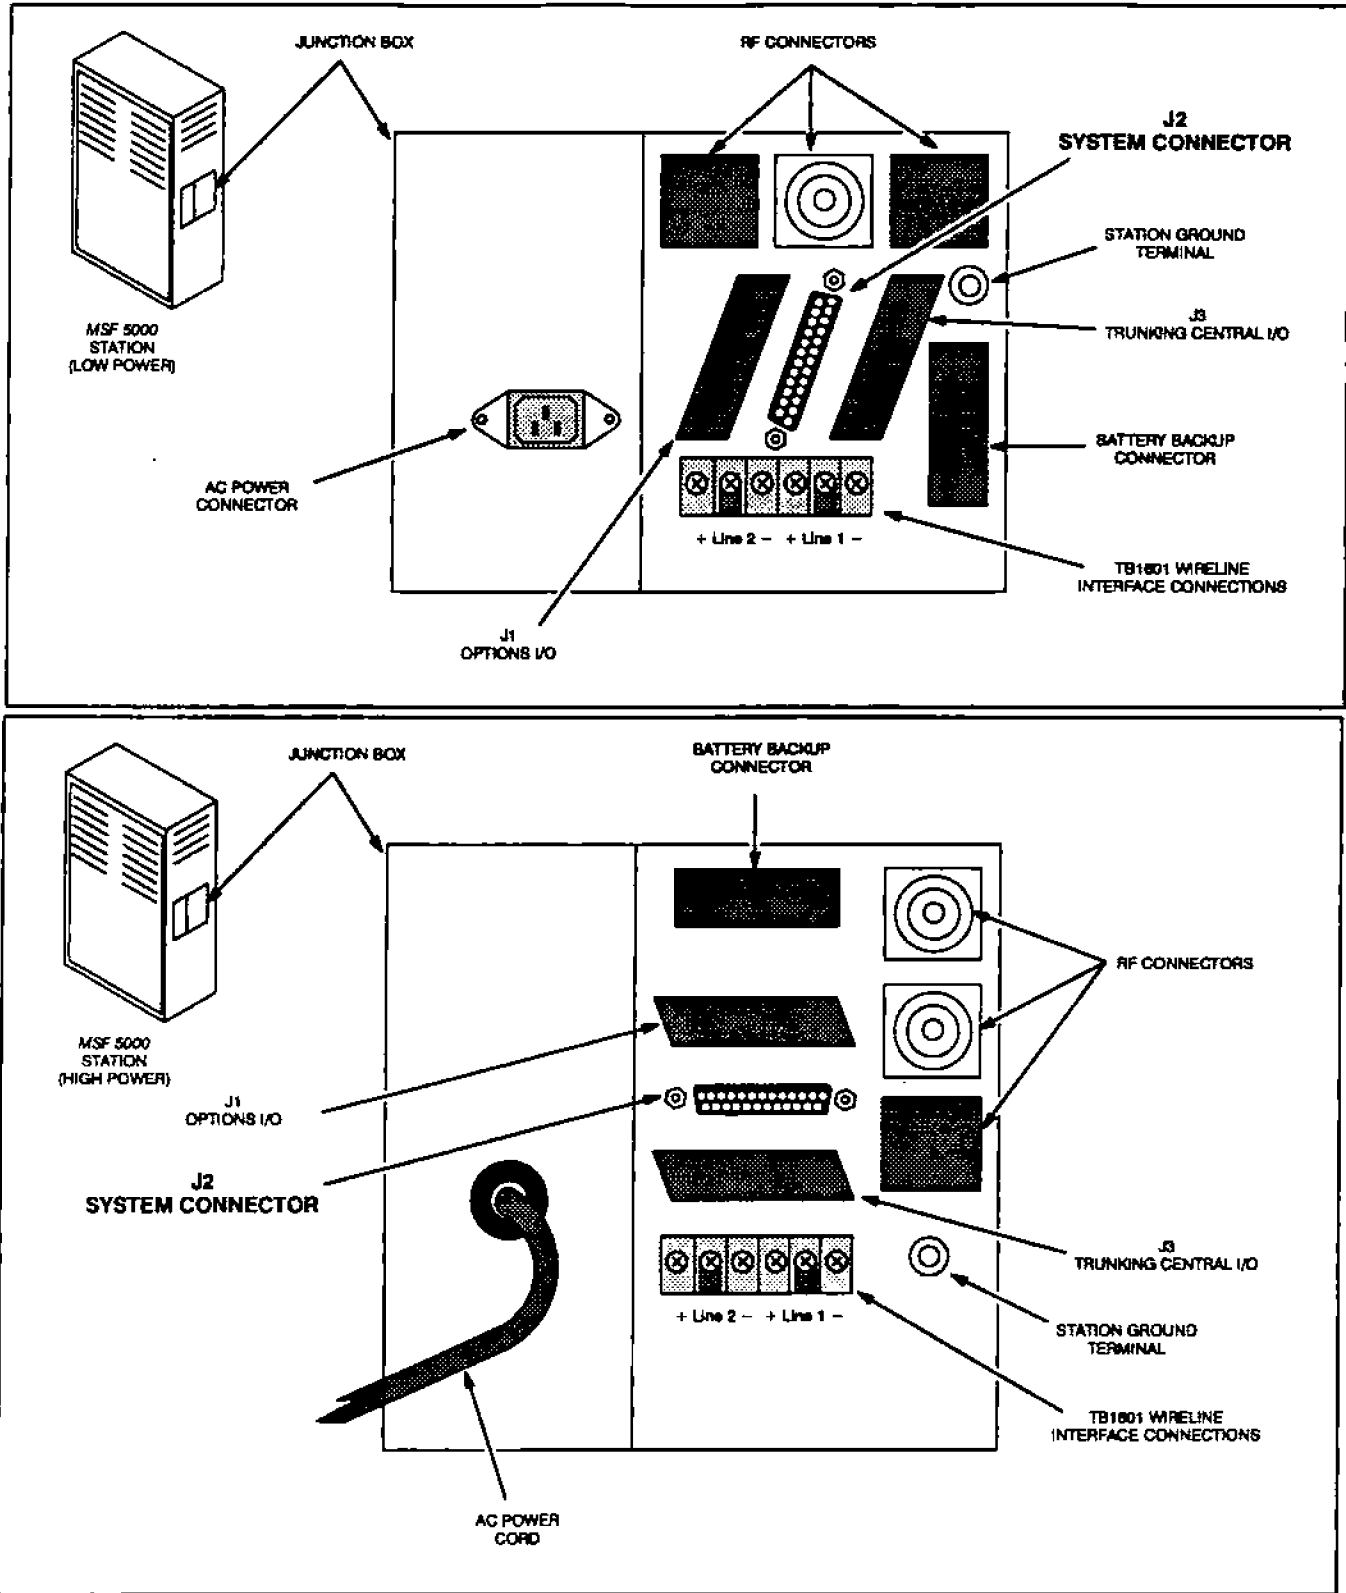 JUNCTION BOX
RF CONNECTORS
J2
SYSTEM CONNECTOR
STATION GROUND
TERMINAL
MSF 5000
STATION
(LOW POWER)
J3
TRUNKING CENTRAL I/O
BATTERY BACKUP
CONNECTOR
AC POWER
CONNECTOR
+ Line 2 - + Line 1 -
TB1601 WIRELINE
INTERFACE CONNECTIONS
J1
OPTIONS I/O
JUNCTION BOX
BATTERY BACKUP
CONNECTOR
RF CONNECTORS
MSF 5000
STATION
(HIGH POWER)
J1
OPTIONS I/O
J2
SYSTEM CONNECTOR
J3
TRUNKING CENTRAL I/O
+ Line 2 - + Line 1 -
STATION GROUND
TERMINAL
TB1601 WIRELINE
INTERFACE CONNECTIONS
AC POWER
CORD